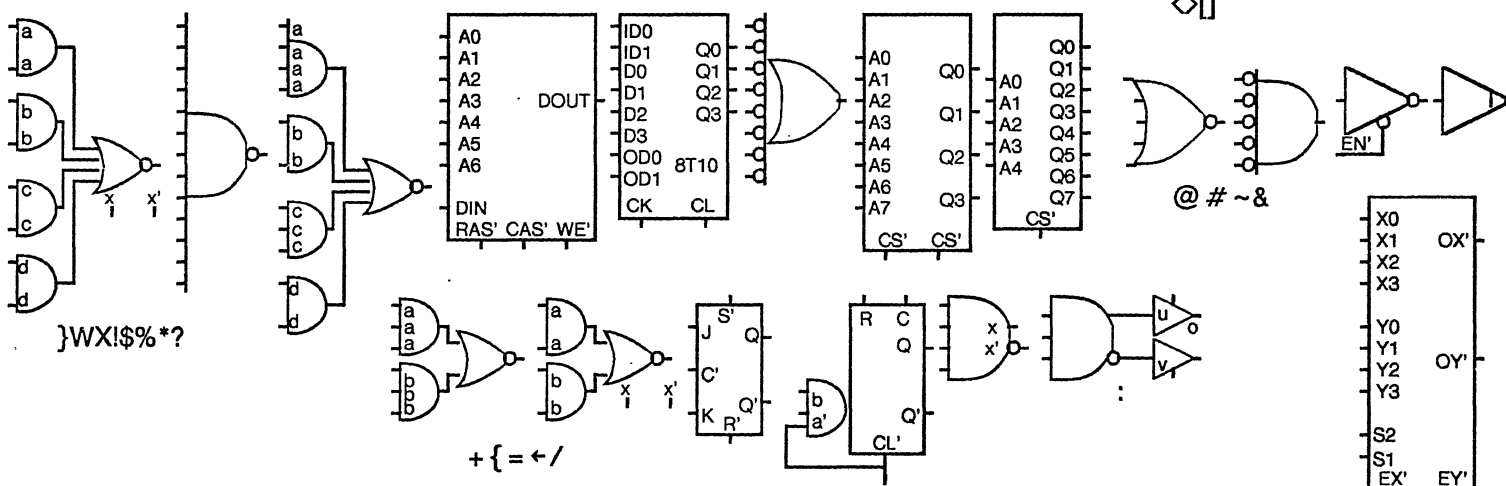 ◇[]
a
a
b
b
c
c
d
d
x x'
}WX!$%*?
a
a
a
a
b
b
c
c
c
d
d
A0
A1
A2
A3 DOUT
A4
A5
A6
DIN
RAS' CAS' WE'
ID0
ID1 Q0
D0 Q1
D1 Q2
D2 Q3
D3
OD0
OD1 8T10
CK CL
A0
A1 Q0
A2
A3 Q1
A4
A5 Q2
A6
A7 Q3
CS' CS'
Q0
Q1
A0 Q2
A1 Q3
A2 Q4
A3 Q5
A4 Q6
Q7
CS'
EN'
@ # ~&
X0
X1 OX'
X2
X3
Y0
Y1
Y2 OY'
Y3
S2
S1
EX' EY'
a
a
a
b
b
b
a
a
b
b
x x'
+ { = ← /
S'
J Q
C'
K Q'
R'
b
a'
R C
Q
Q'
CL'
x
x'
u
o
v
: